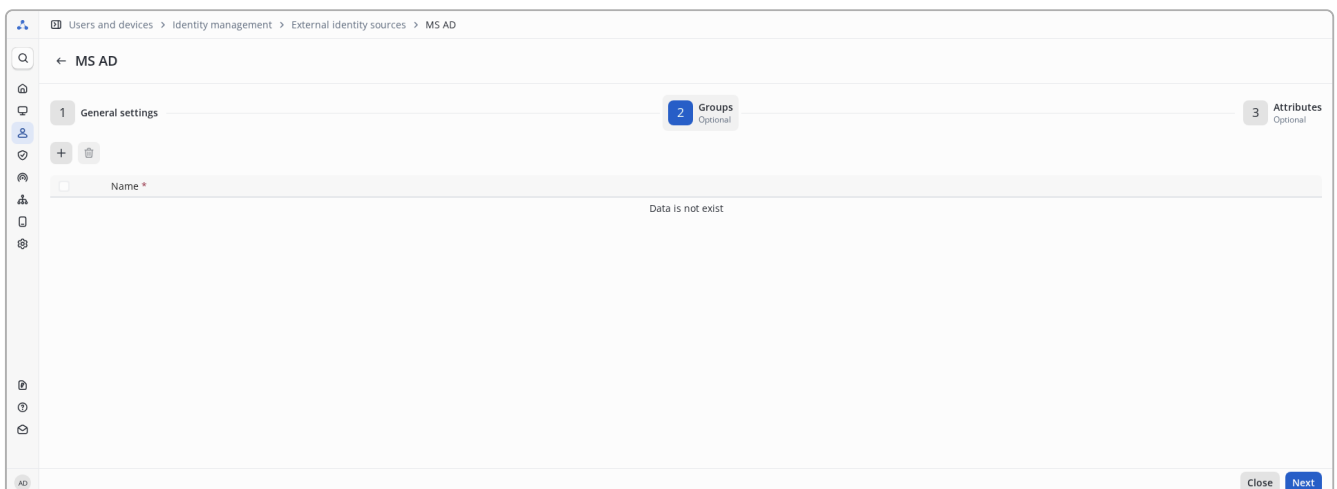 Users and devices > Identity management > External identity sources > MS AD
MS AD
1 General settings
2 Groups
Optional
3 Attributes
Optional
Name *
Data is not exist
AD
Close Next